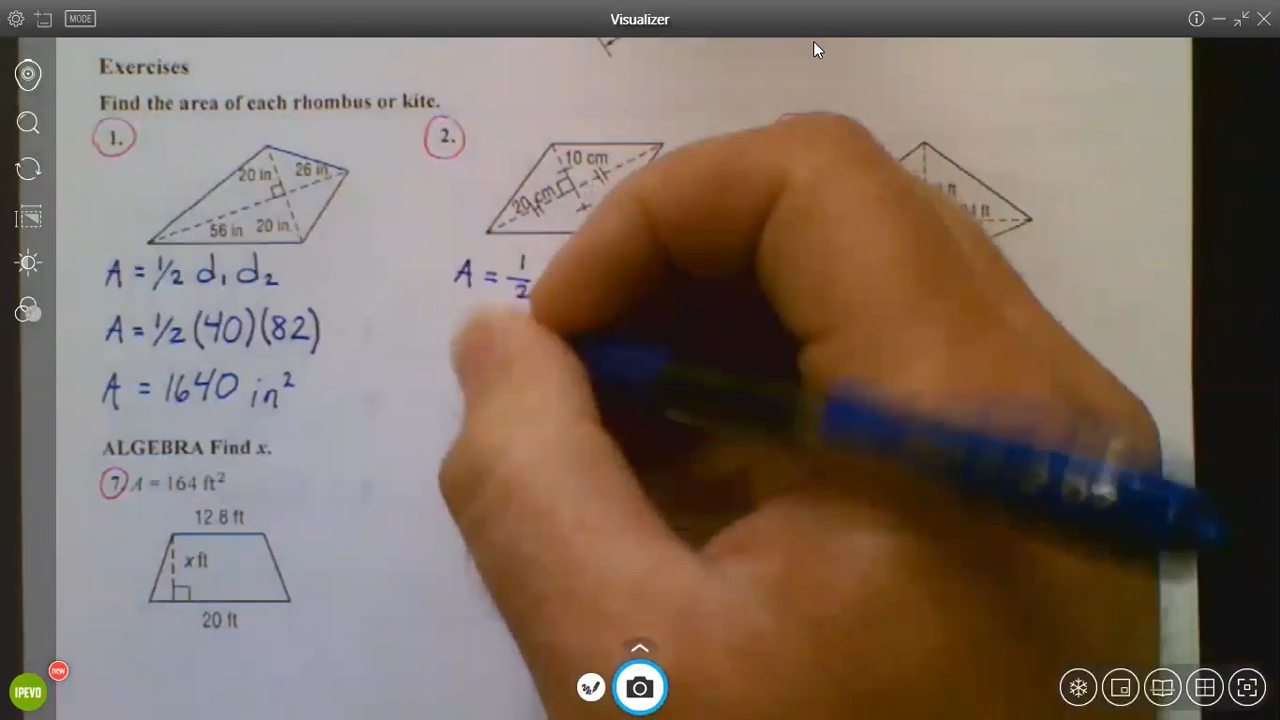 MODE
Visualizer
Exercises
Find the area of each rhombus or kite.
1.
20 in.
26 in.
56 in.
20 in.
A = 1/2 d₁ d₂
A = 1/2 (40)(82)
A = 1640 in²
2.
10 cm
A = 1/2
ALGEBRA Find x.
7 A = 164 ft²
12.8 ft
x ft
20 ft
new
IPEVO